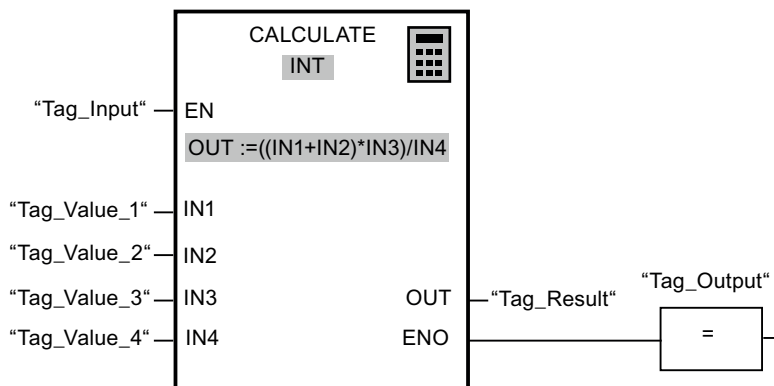 CALCULATE
INT
“Tag_Input“
EN
OUT :=((IN1+IN2)*IN3)/IN4
“Tag_Value_1“
IN1
“Tag_Value_2“
IN2
“Tag_Value_3“
IN3
OUT
“Tag_Result“
“Tag_Output“
“Tag_Value_4“
IN4
ENO
=